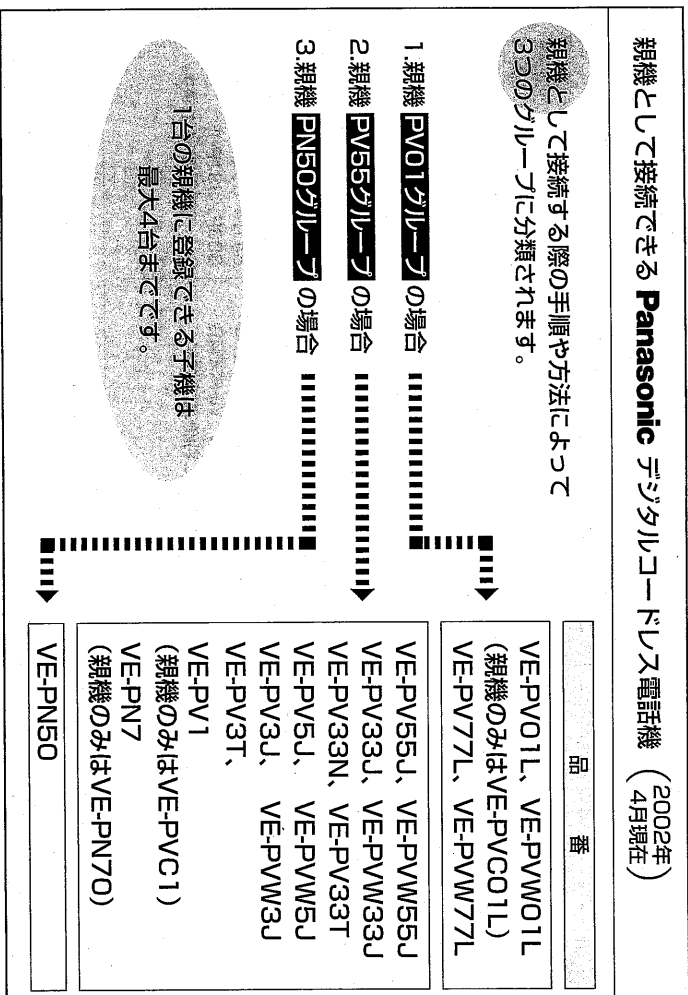 親機として接続できる Panasonic デジタルコードレス電話機 (2002年4月現在)
親機として接続する際の手順や方法によって
3つのグループに分類されます。
1.親機 PV01グループ の場合
2.親機 PV55グループ の場合
3.親機 PN50グループ の場合
1台の親機に登録できる子機は
最大4台までです。
品 番
VE-PV01L、VE-PVW01L
(親機のみはVE-PVC01L)
VE-PV77L、VE-PVW77L
VE-PV55J、VE-PVW55J
VE-PV33J、VE-PVW33J
VE-PV33N、VE-PV33T
VE-PV5J、 VE-PVW5J
VE-PV3J、 VE-PVW3J
VE-PV3T、
VE-PV1
(親機のみはVE-PVC1)
VE-PN7
(親機のみはVE-PN70)
VE-PN50